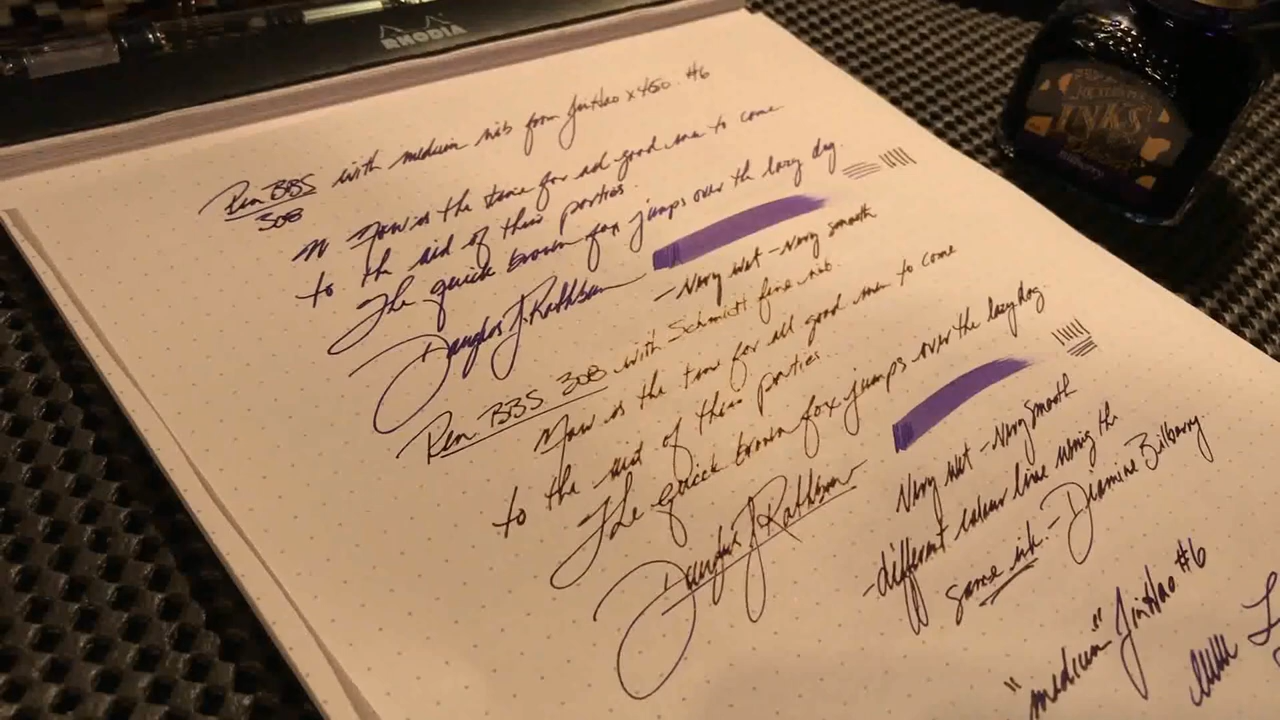 RHODIA
PenBBS with medium nib from JinHao x450 #6
308
N Now is the time for all good men to come
to the aid of their parties.
The quick brown fox jumps over the lazy dog.
Douglas J. Rathbun
- Very wet - Very smooth
PenBBS 308 with Schmidt fine nib.
Now is the time for all good men to come
to the aid of their parties.
The quick brown fox jumps over the lazy dog.
Douglas J. Rathbun
Very wet - Very smooth
- different colour line using the
same ink. - Diamine Bilberry.
"medium" JinHao #6
INKS
Bilberry